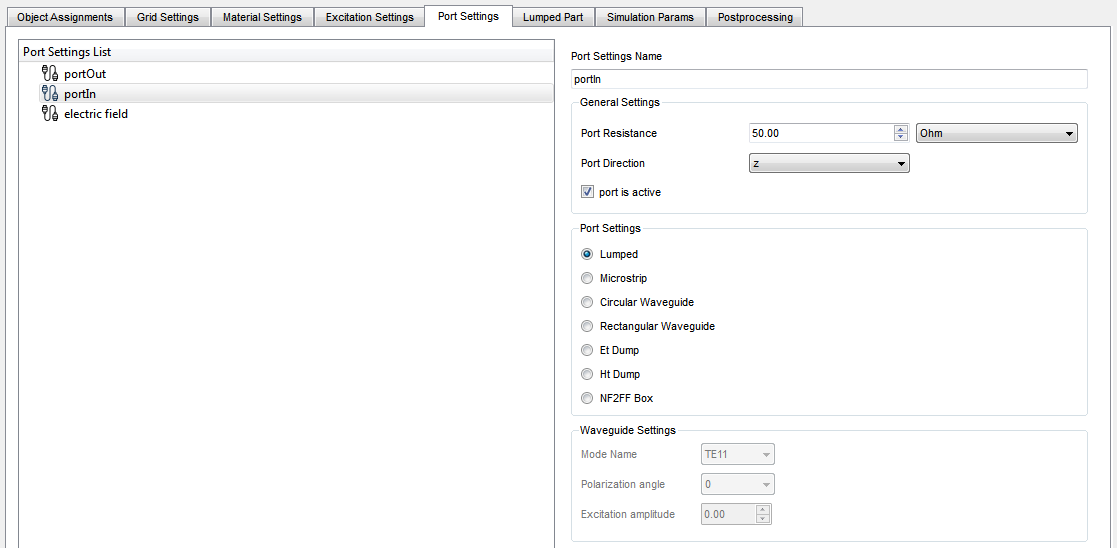 Object Assignments Grid Settings Material Settings Excitation Settings Port Settings Lumped Part Simulation Params Postprocessing
Port Settings List
portOut
portIn
electric field
Port Settings Name
portIn
General Settings
Port Resistance 50.00 Ohm
Port Direction z
port is active
Port Settings
Lumped
Microstrip
Circular Waveguide
Rectangular Waveguide
Et Dump
Ht Dump
NF2FF Box
Waveguide Settings
Mode Name TE11
Polarization angle 0
Excitation amplitude 0.00